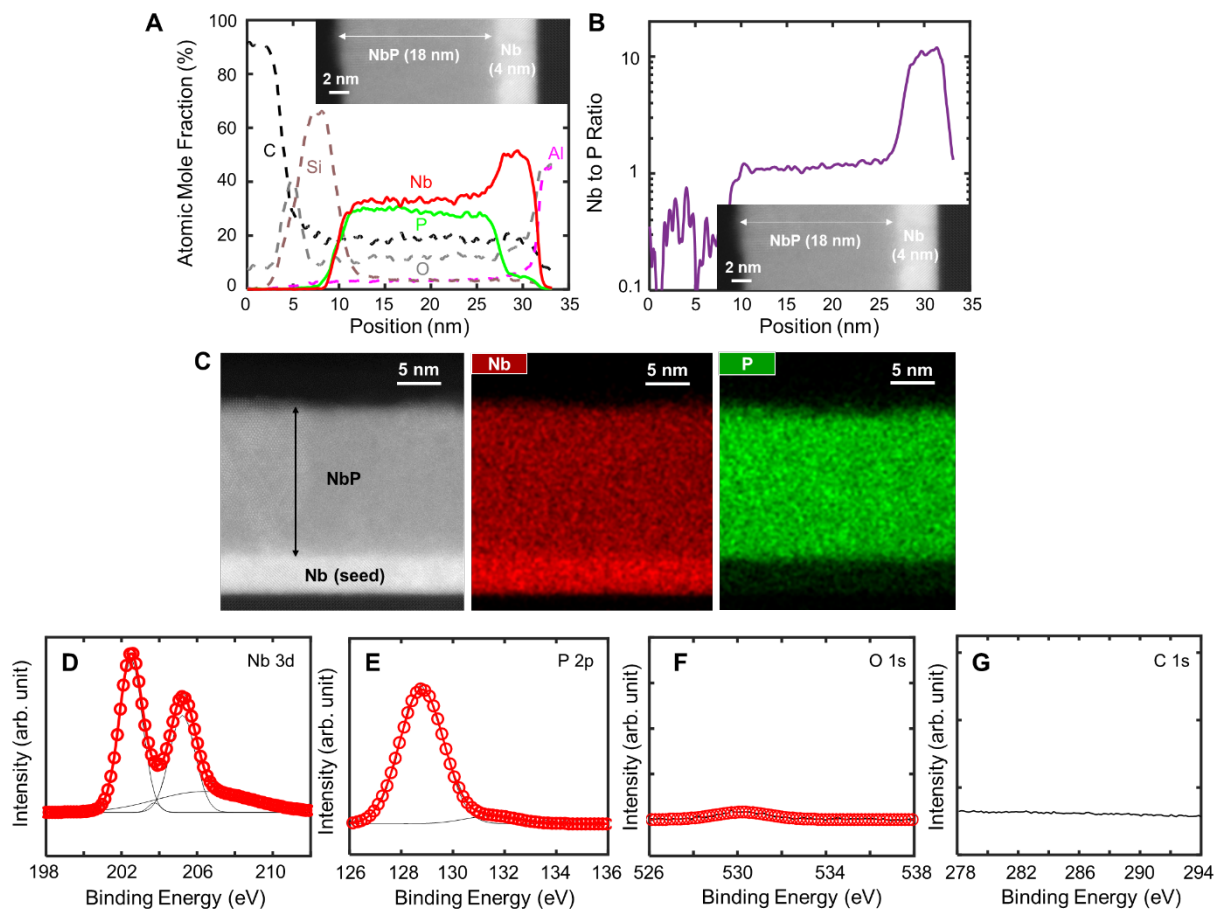 A
Atomic Mole Fraction (%)
100
80
60
40
20
0
0 5 10 15 20 25 30 35
Position (nm)
C
Si
Nb
P
O
Al
NbP (18 nm)
Nb
(4 nm)
2 nm
B
Nb to P Ratio
10
1
0.1
0 5 10 15 20 25 30 35
Position (nm)
NbP (18 nm)
Nb
(4 nm)
2 nm
C
5 nm
NbP
Nb (seed)
Nb
5 nm
P
5 nm
D
Nb 3d
Intensity (arb. unit)
198 202 206 210
Binding Energy (eV)
E
P 2p
Intensity (arb. unit)
126 128 130 132 134 136
Binding Energy (eV)
F
O 1s
Intensity (arb. unit)
526 530 534 538
Binding Energy (eV)
G
C 1s
Intensity (arb. unit)
278 282 286 290 294
Binding Energy (eV)